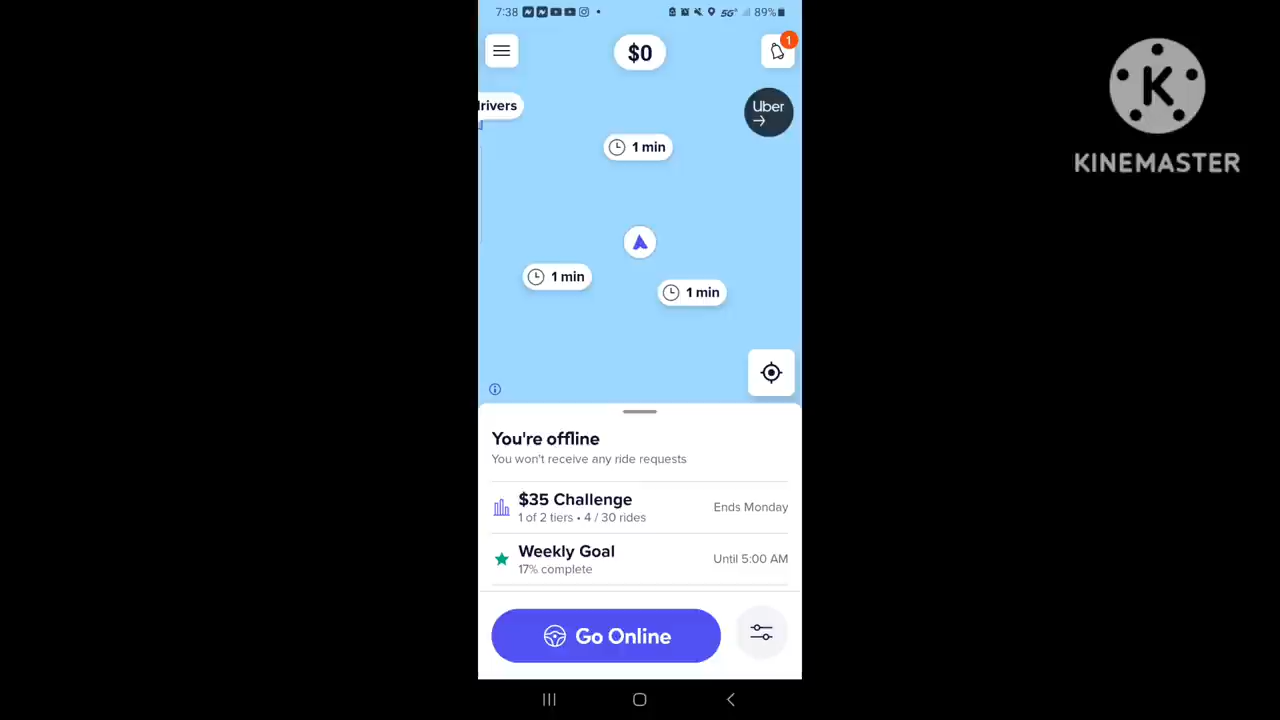 7:38
5G+
89%
$0
1
K
KINEMASTER
rivers
Uber
1 min
1 min
1 min
You're offline
You won't receive any ride requests
$35 Challenge
1 of 2 tiers • 4 / 30 rides
Ends Monday
Weekly Goal
17% complete
Until 5:00 AM
Go Online